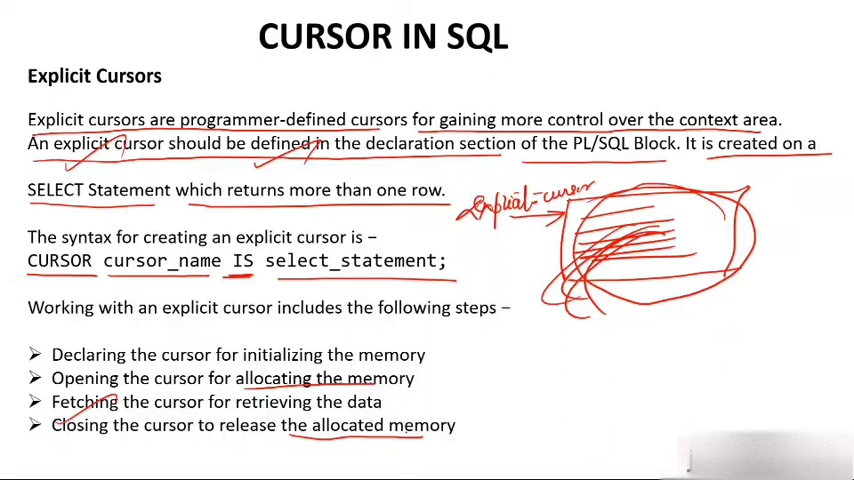 CURSOR IN SQL
Explicit Cursors
Explicit cursors are programmer-defined cursors for gaining more control over the context area.
An explicit cursor should be defined in the declaration section of the PL/SQL Block. It is created on a
SELECT Statement which returns more than one row.
Explicit-cursor
The syntax for creating an explicit cursor is –
CURSOR cursor_name IS select_statement;
Working with an explicit cursor includes the following steps –
➢ Declaring the cursor for initializing the memory
➢ Opening the cursor for allocating the memory
➢ Fetching the cursor for retrieving the data
➢ Closing the cursor to release the allocated memory